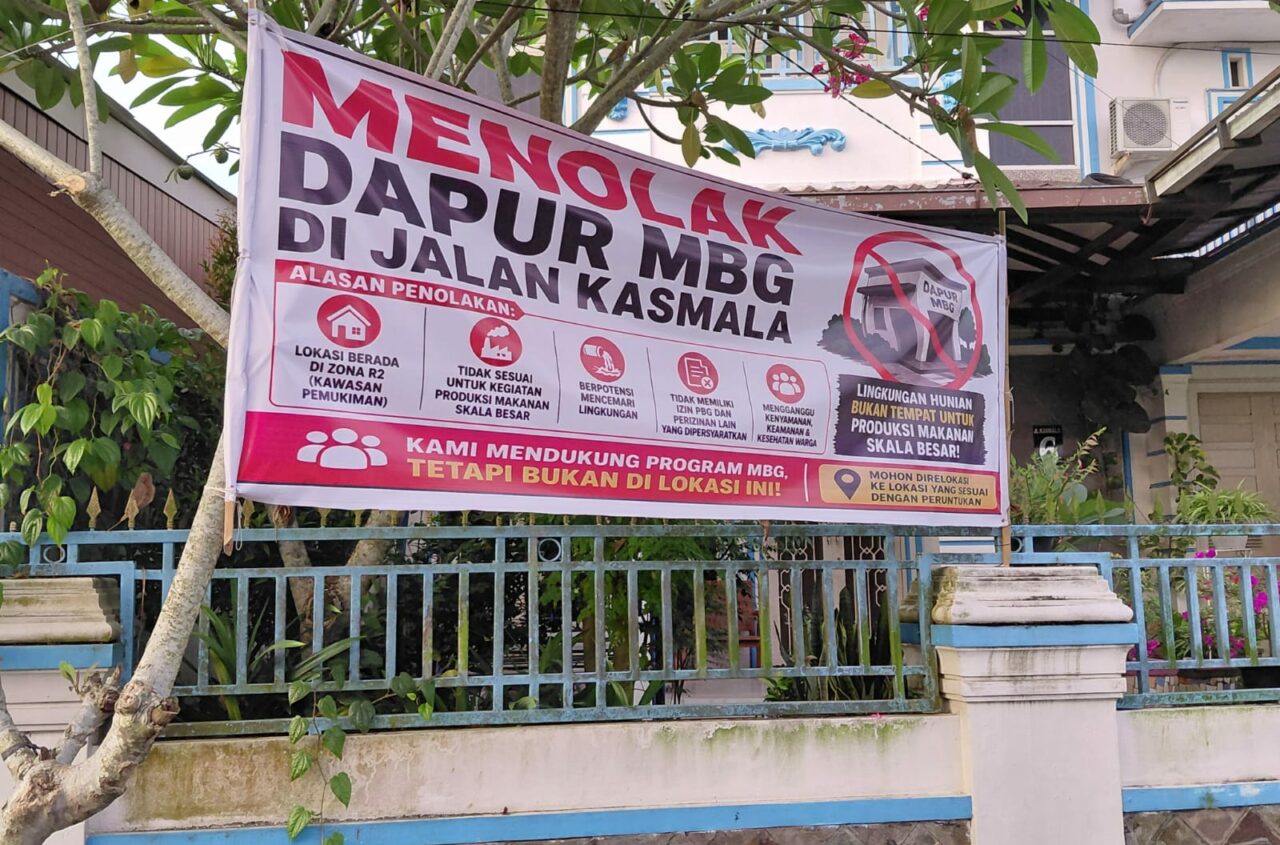 MENOLAK
DAPUR MBG
DI JALAN KASMALA
ALASAN PENOLAKAN:
LOKASI BERADA
DI ZONA R2
(KAWASAN
PEMUKIMAN)
TIDAK SESUAI
UNTUK KEGIATAN
PRODUKSI MAKANAN
SKALA BESAR
BERPOTENSI
MENCEMARI
LINGKUNGAN
TIDAK MEMILIKI
IZIN PBG DAN
PERIZINAN LAIN
YANG DIPERSYARATKAN
MENGGANGU
KENYAMANAN,
KEAMANAN &
KESEHATAN WARGA
DAPUR
MBG
LINGKUNGAN HUNIAN
BUKAN TEMPAT UNTUK
PRODUKSI MAKANAN
SKALA BESAR!
KAMI MENDUKUNG PROGRAM MBG,
TETAPI BUKAN DI LOKASI INI!
MOHON DIRELOKASI
KE LOKASI YANG SESUAI
DENGAN PERUNTUKAN